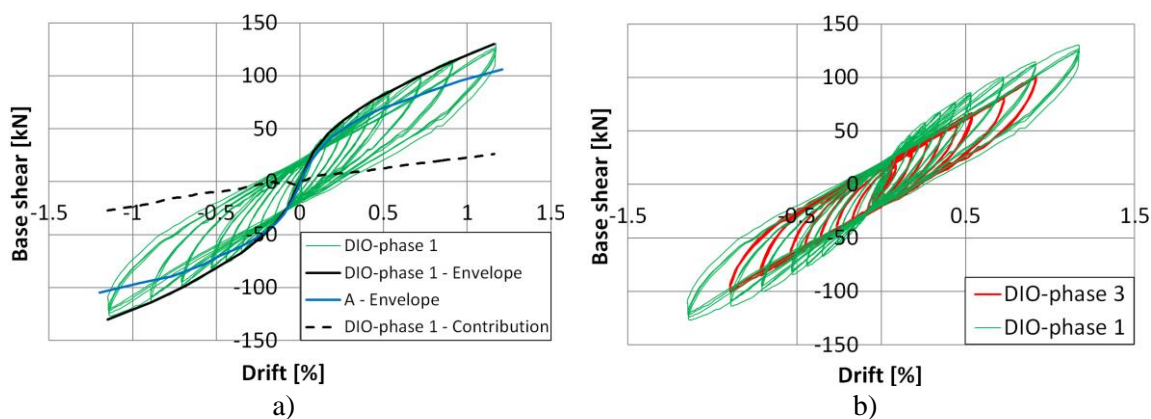 150
100
50
0
-50
-100
-150
-1.5 -1 -0.5 0 0.5 1 1.5
Base shear [kN]
Drift [%]
DIO-phase 1
DIO-phase 1 - Envelope
A - Envelope
DIO-phase 1 - Contribution
a)
150
100
50
0
-50
-100
-150
-1.5 -0.5 0.5 1.5
Base shear [kN]
Drift [%]
DIO-phase 3
DIO-phase 1
b)